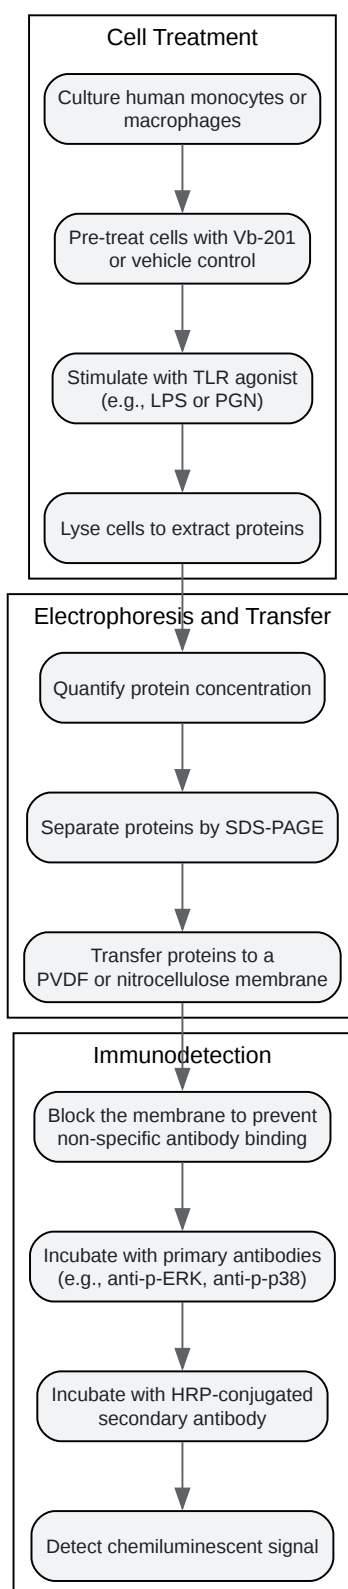 Cell Treatment
Culture human monocytes or
macrophages
Pre-treat cells with Vb-201
or vehicle control
Stimulate with TLR agonist
(e.g., LPS or PGN)
Lyse cells to extract proteins
Electrophoresis and Transfer
Quantify protein concentration
Separate proteins by SDS-PAGE
Transfer proteins to a
PVDF or nitrocellulose membrane
Immunodetection
Block the membrane to prevent
non-specific antibody binding
Incubate with primary antibodies
(e.g., anti-p-ERK, anti-p-p38)
Incubate with HRP-conjugated
secondary antibody
Detect chemiluminescent signal